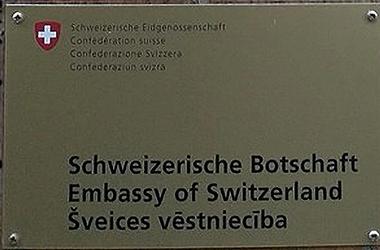 Schweizerische Eidgenossenschaft
Confédération suisse
Confederazione Svizzera
Confederaziun svizra
Schweizerische Botschaft
Embassy of Switzerland
Šveices vēstniecība